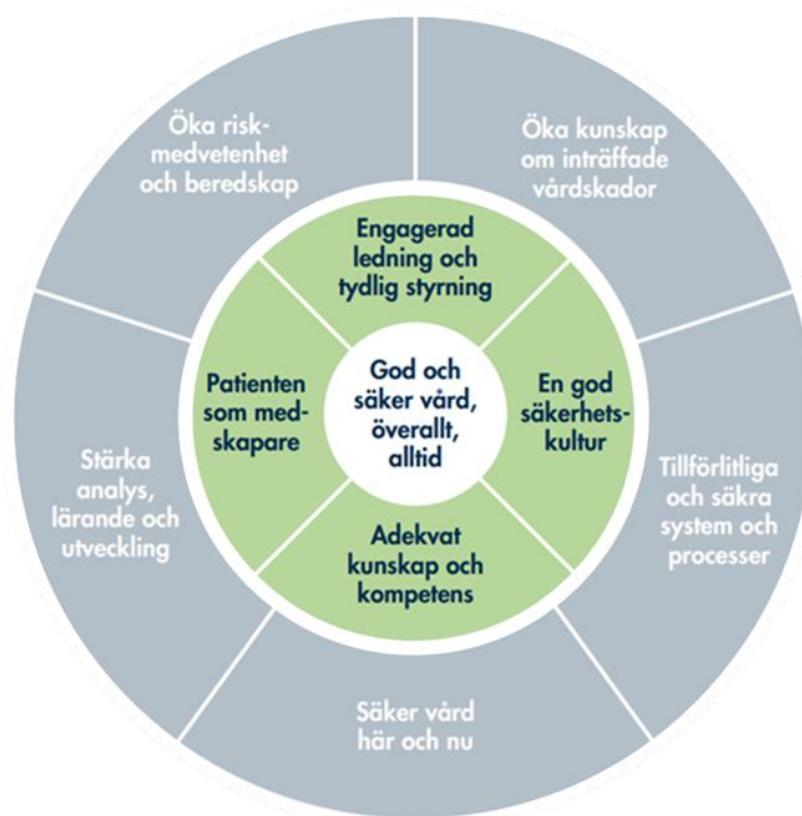 Öka risk-
medvetenhet
och beredskap
Öka kunskap
om inträffade
vårdskador
Engagerad
ledning och
tydlig styrning
Patienten
som med-
skapare
God och
säker vård,
överallt,
alltid
En god
säkerhets-
kultur
Stärka
analys,
lärande och
utveckling
Tillförlitliga
och säkra
system och
processer
Adekvat
kunskap och
kompetens
Säker vård
här och nu